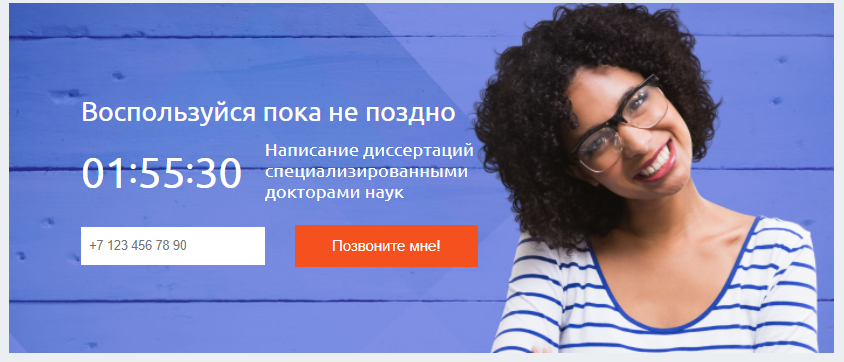 Воспользуйся пока не поздно
01:55:30
Написание диссертаций
специализированными
докторами наук
+7 123 456 78 90
Позвоните мне!